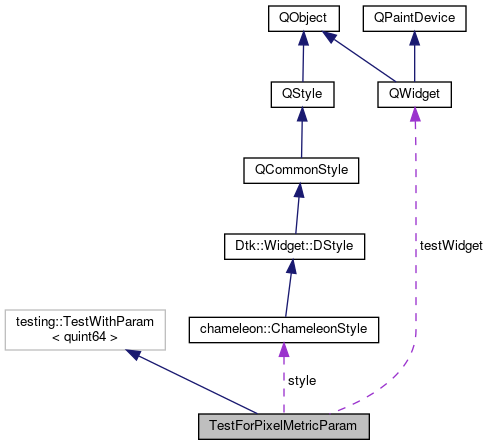 QObject
QPaintDevice
QStyle
QWidget
QCommonStyle
Dtk::Widget::DStyle
testWidget
testing::TestWithParam
< quint64 >
chameleon::ChameleonStyle
style
TestForPixelMetricParam